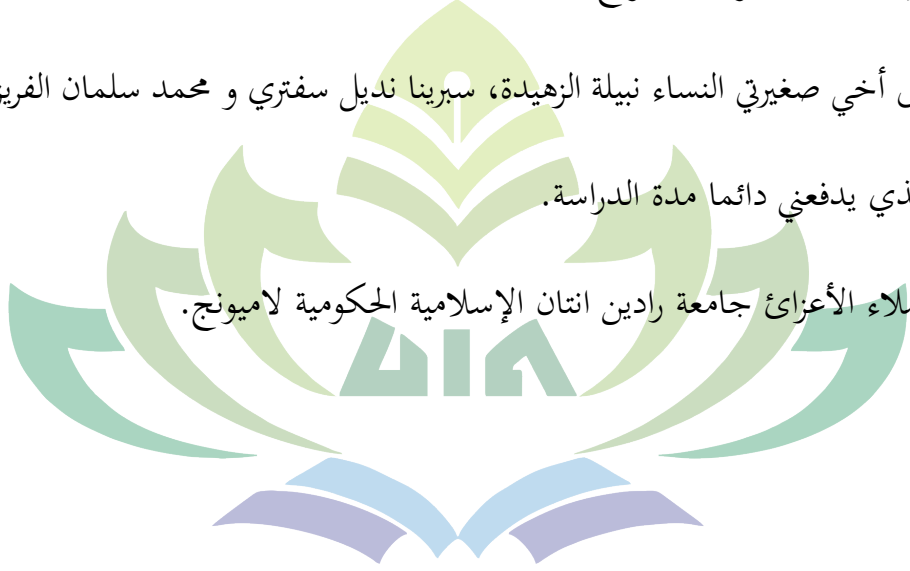 أخي صغيرتي النساء نبيلة الزهيدة، سبرينا نديل سفتري و محمد سلمان
يدفعني دائما مدة الدراسة.
الأعزائ جامعة رادين انتان الإسلامية الحكومية لاميونج.